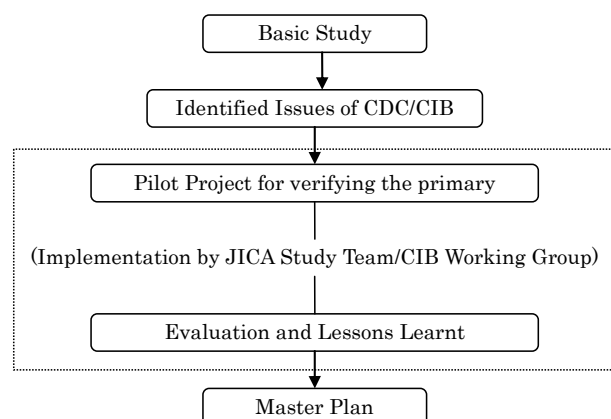 Basic Study
Identified Issues of CDC/CIB
Pilot Project for verifying the primary
(Implementation by JICA Study Team/CIB Working Group)
Evaluation and Lessons Learnt
Master Plan